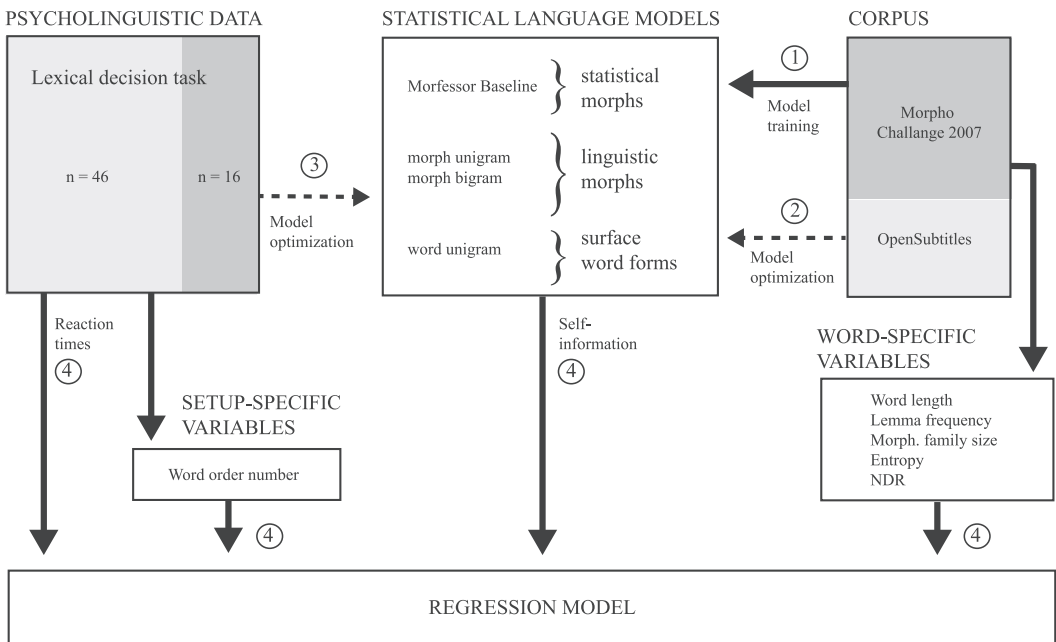 PSYCHOLINGUISTIC DATA
Lexical decision task
n = 46
n = 16
3
Model
optimization
STATISTICAL LANGUAGE MODELS
Morfessor Baseline
statistical
morphs
morph unigram
morph bigram
linguistic
morphs
word unigram
surface
word forms
CORPUS
1
Model
training
Morpho
Challange 2007
2
Model
optimization
OpenSubtitles
Reaction
times
4
SETUP-SPECIFIC
VARIABLES
Word order number
4
Self-
information
4
WORD-SPECIFIC
VARIABLES
Word length
Lemma frequency
Morph. family size
Entropy
NDR
4
REGRESSION MODEL